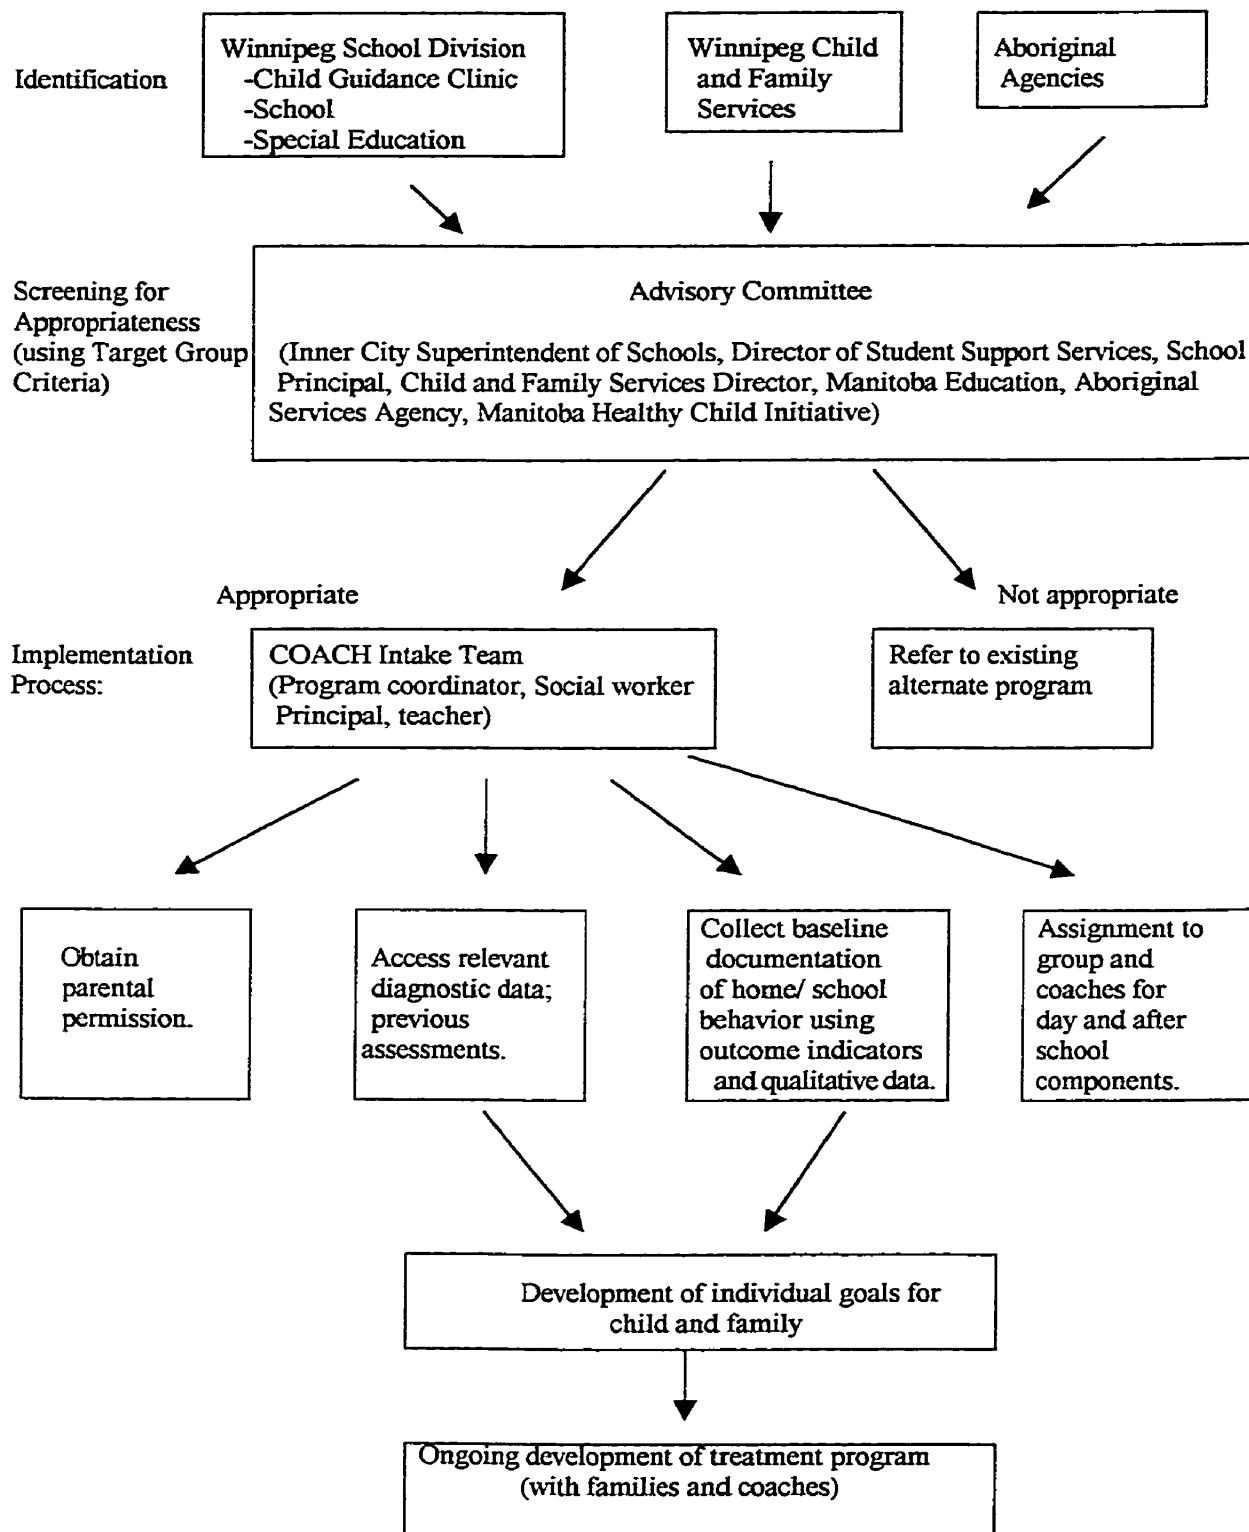 Identification
Winnipeg School Division
-Child Guidance Clinic
-School
-Special Education
Winnipeg Child
and Family
Services
Aboriginal
Agencies
Screening for
Appropriateness
(using Target Group
Criteria)
Advisory Committee
(Inner City Superintendent of Schools, Director of Student Support Services, School
Principal, Child and Family Services Director, Manitoba Education, Aboriginal
Services Agency, Manitoba Healthy Child Initiative)
Appropriate
Not appropriate
Implementation
Process:
COACH Intake Team
(Program coordinator, Social worker
Principal, teacher)
Refer to existing
alternate program
Obtain
parental
permission.
Access relevant
diagnostic data;
previous
assessments.
Collect baseline
documentation
of home/ school
behavior using
outcome indicators
and qualitative data.
Assignment to
group and
coaches for
day and after
school
components.
Development of individual goals for
child and family
Ongoing development of treatment program
(with families and coaches)